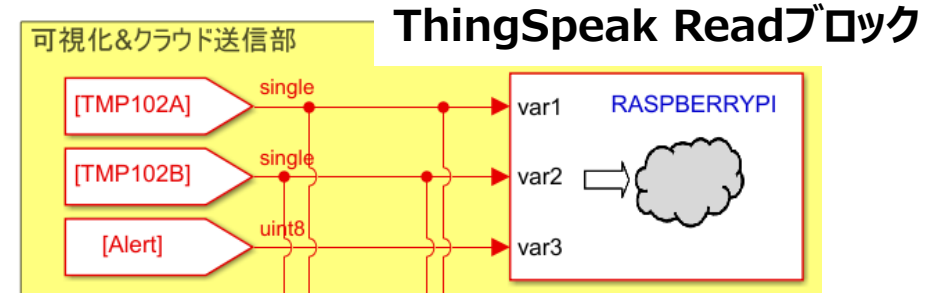 ThingSpeak Readブロック
可視化&クラウド送信部
[TMP102A]
single
var1
RASPBERRYPI
[TMP102B]
single
var2
[Alert]
uint8
var3